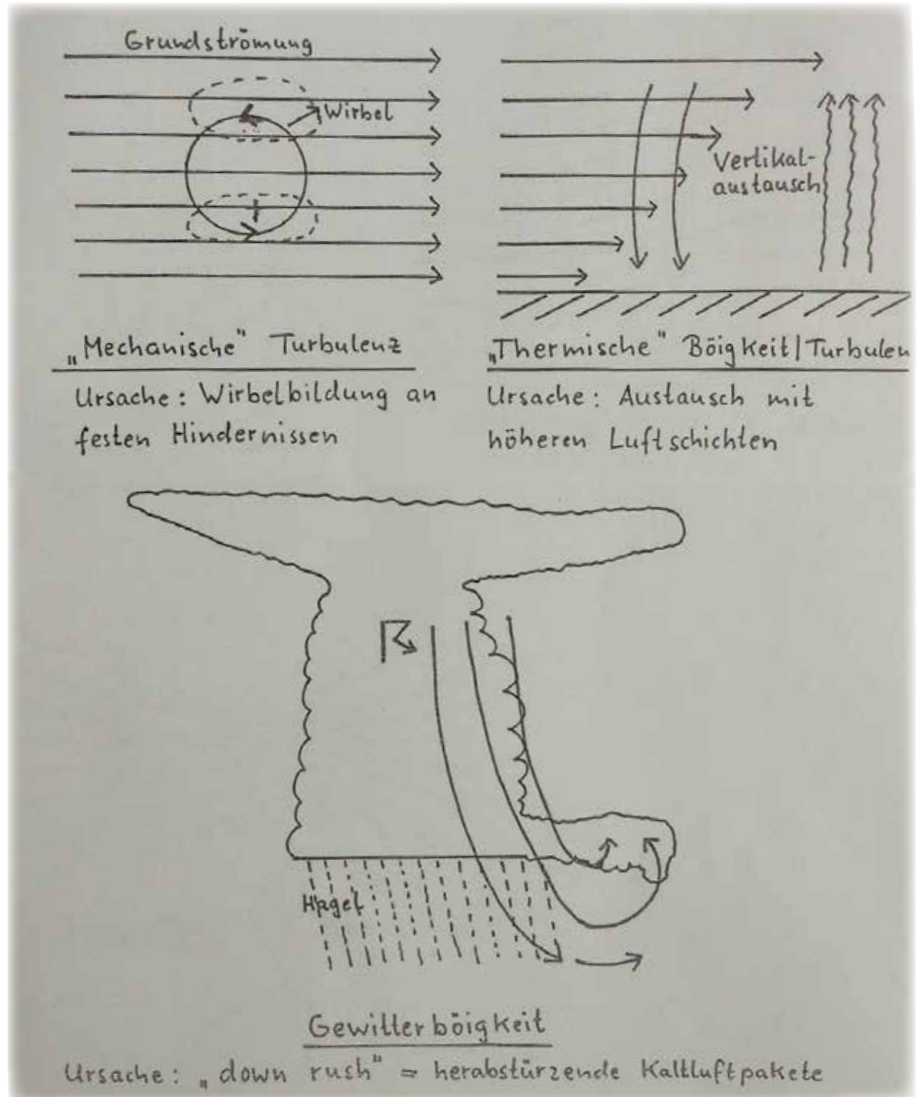 Grundströmung
Wirbel
„Mechanische" Turbulenz
Ursache: Wirbelbildung an
festen Hindernissen
Vertikal-
austausch
„Thermische" Böigkeit/Turbulen
Ursache: Austausch mit
höheren Luftschichten
Hagel
Gewitterböigkeit
Ursache: „down rush" = herabstürzende Kaltluftpakete